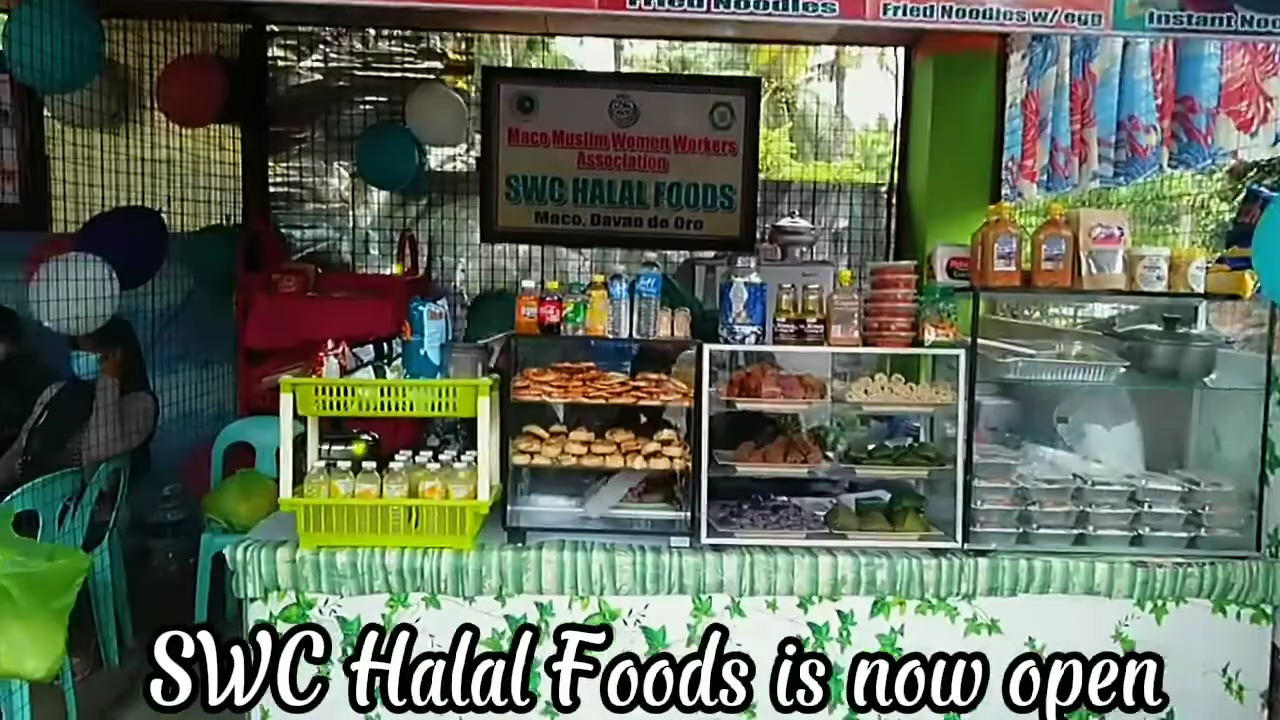 Fried Noodles
Fried Noodles w/ egg
Instant Noo
Maco Muslim Women Workers
Association
SWC HALAL FOODS
Maco, Davao de Oro
SWC Halal Foods is now open